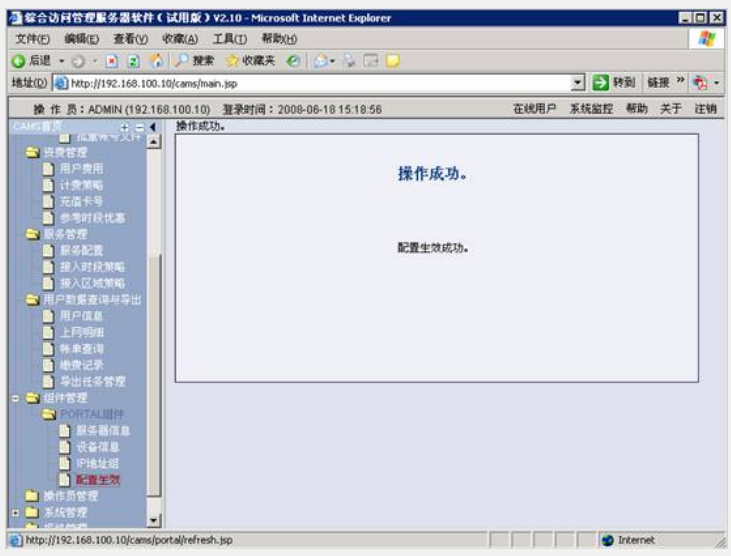 综合访问管理服务器软件(试用版)V2.10 - Microsoft Internet Explorer
文件(F) 编辑(E) 查看(V) 收藏(A) 工具(T) 帮助(H)
后退 搜索 收藏夹
地址(D) http://192.168.100.10/cams/main.jsp 转到 链接 »
操 作 员:ADMIN (192.168.100.10) 登录时间:2008-06-18 15:18:56 在线用户 系统监控 帮助 关于 注销
CAMS首页
操作成功。
批量帐号文件
资费管理
用户费用
计费策略
充值卡号
参考时段优惠
服务管理
服务配置
接入时段策略
接入区域策略
用户数据查询与导出
用户信息
上网明细
帐单查询
缴费记录
导出任务管理
组件管理
PORTAL组件
服务器信息
设备信息
IP地址组
配置生效
操作员管理
系统管理
操作成功。
配置生效成功。
http://192.168.100.10/cams/portal/refresh.jsp Internet